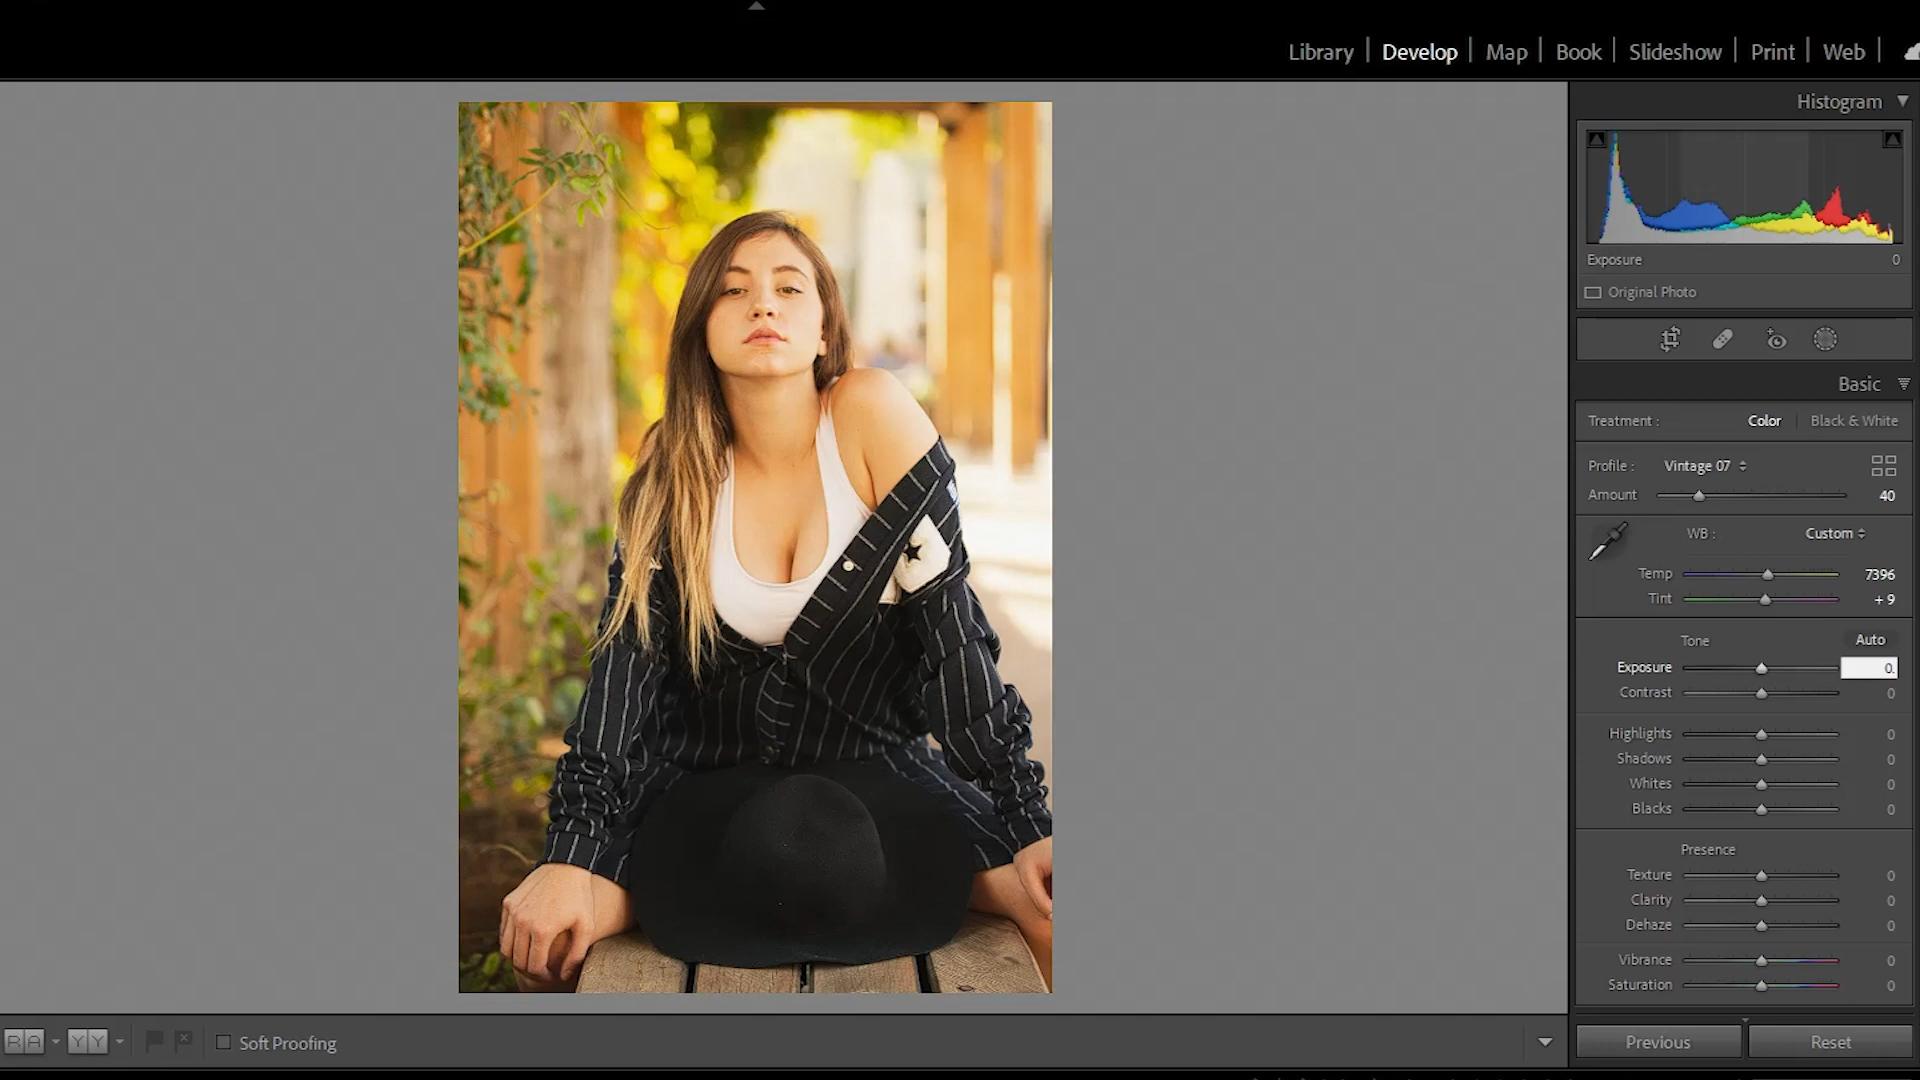 Library | Develop | Map | Book | Slideshow | Print | Web |
Histogram
Exposure 0
Original Photo
Basic
Treatment : Color Black & White
Profile : Vintage 07
Amount 40
WB : Custom
Temp 7396
Tint + 9
Tone Auto
Exposure 0.
Contrast 0
Highlights 0
Shadows 0
Whites 0
Blacks 0
Presence
Texture 0
Clarity 0
Dehaze 0
Vibrance 0
Saturation 0
RA YY Soft Proofing
Previous Reset